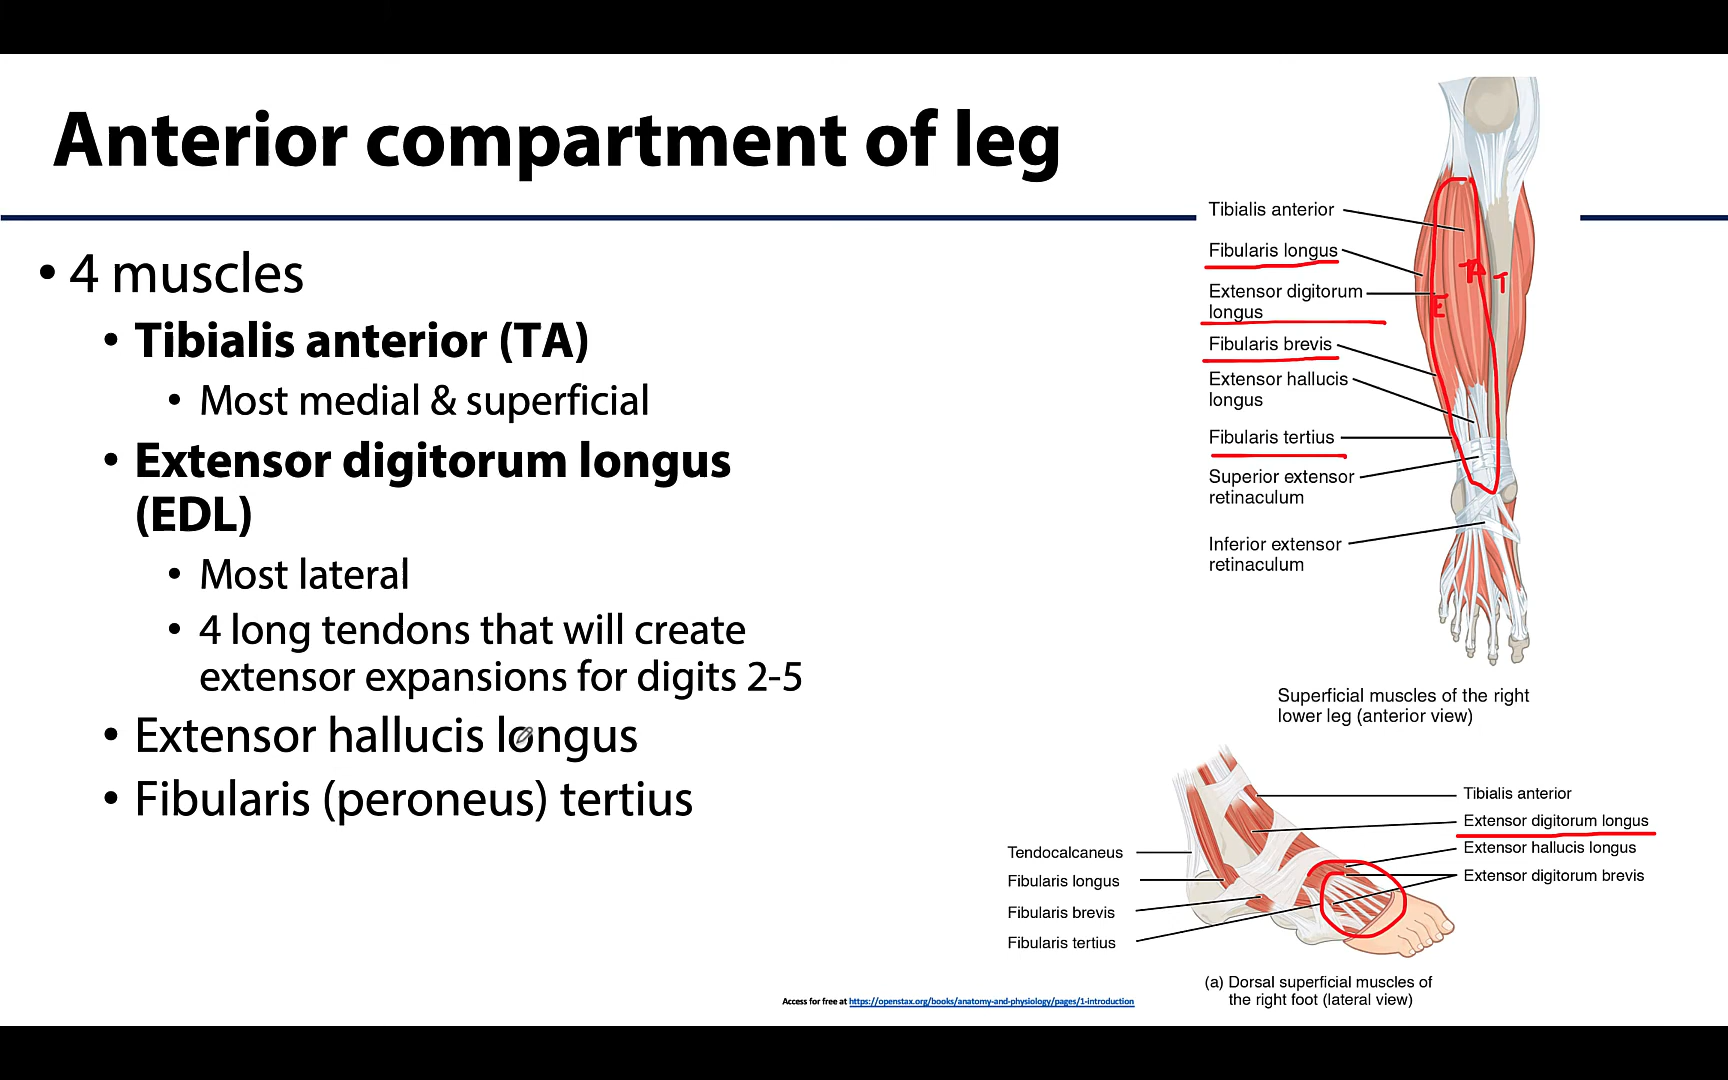 Anterior compartment of leg
• 4 muscles
• Tibialis anterior (TA)
• Most medial & superficial
• Extensor digitorum longus
(EDL)
• Most lateral
• 4 long tendons that will create
extensor expansions for digits 2-5
• Extensor hallucis longus
• Fibularis (peroneus) tertius
Tibialis anterior
Fibularis longus
Extensor digitorum
longus
Fibularis brevis
Extensor hallucis
longus
Fibularis tertius
Superior extensor
retinaculum
Inferior extensor
retinaculum
TA
T
E
Superficial muscles of the right
lower leg (anterior view)
Tibialis anterior
Extensor digitorum longus
Extensor hallucis longus
Extensor digitorum brevis
Tendocalcaneus
Fibularis longus
Fibularis brevis
Fibularis tertius
(a) Dorsal superficial muscles of
the right foot (lateral view)
Access for free at https://openstax.org/books/anatomy-and-physiology/pages/1-introduction